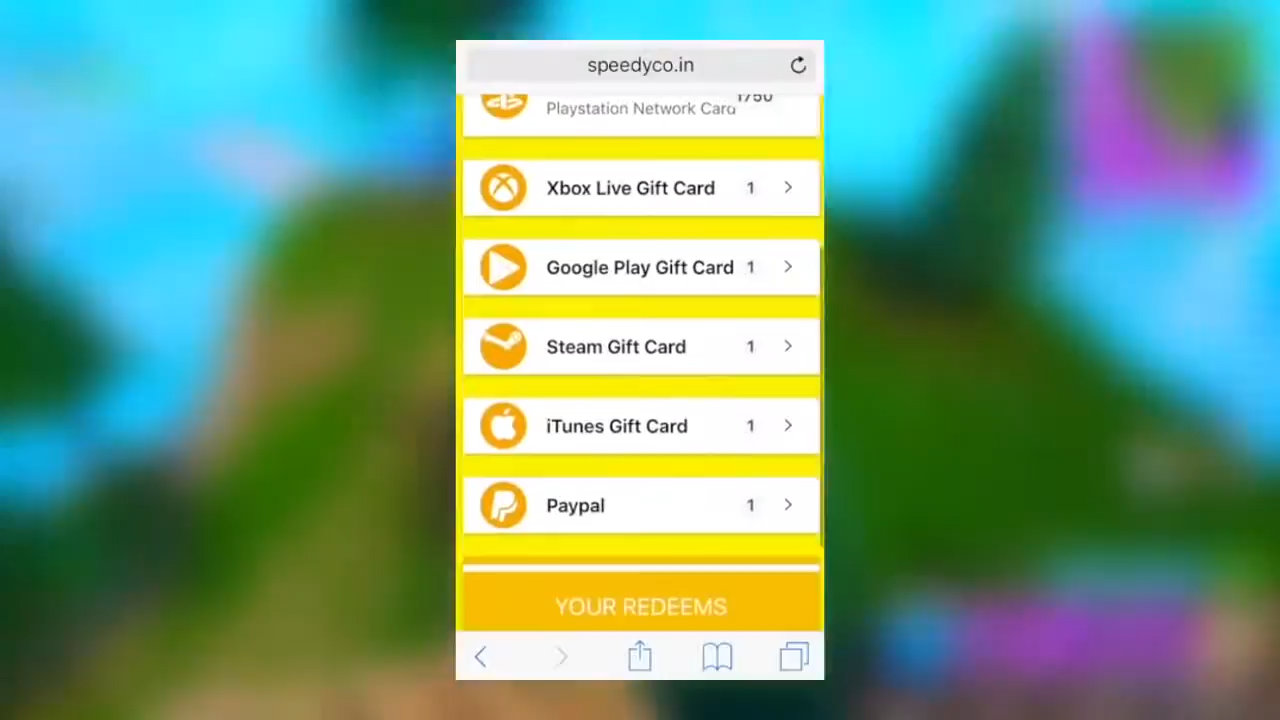 speedyco.in
1750
Playstation Network Card
Xbox Live Gift Card 1
Google Play Gift Card 1
Steam Gift Card 1
iTunes Gift Card 1
Paypal 1
YOUR REDEEMS